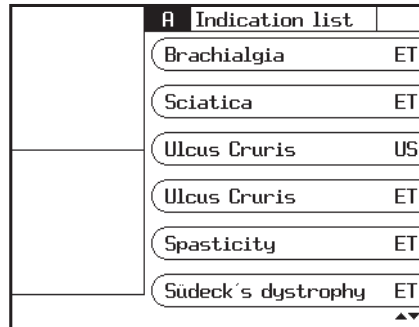 A Indication list
Brachialgia ET
Sciatica ET
Ulcus Cruris US
Ulcus Cruris ET
Spasticity ET
Südeck´s dystrophy ET